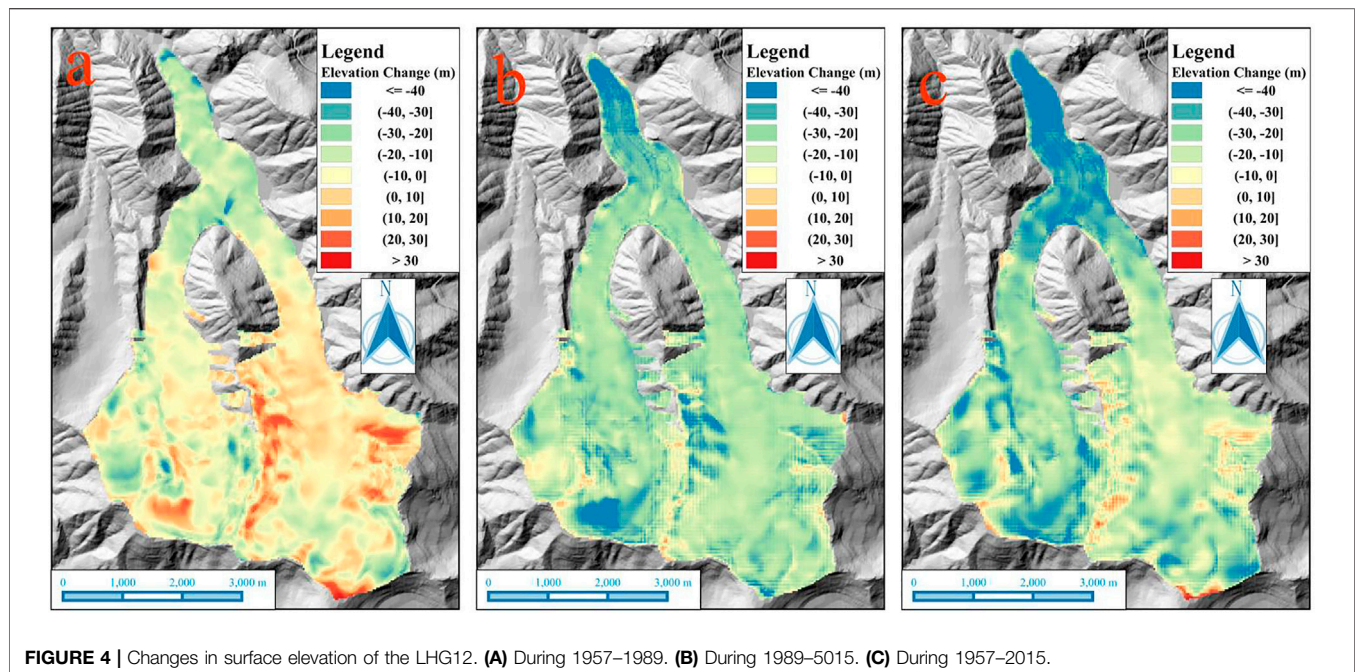 a
Legend
Elevation Change (m)
<= -40
(-40, -30]
(-30, -20]
(-20, -10]
(-10, 0]
(0, 10]
(10, 20]
(20, 30]
> 30
N
0 1,000 2,000 3,000 m
b
Legend
Elevation Change (m)
<= -40
(-40, -30]
(-30, -20]
(-20, -10]
(-10, 0]
(0, 10]
(10, 20]
(20, 30]
> 30
N
0 1,000 2,000 3,000 m
c
Legend
Elevation Change (m)
<= -40
(-40, -30]
(-30, -20]
(-20, -10]
(-10, 0]
(0, 10]
(10, 20]
(20, 30]
> 30
N
0 1,000 2,000 3,000 m
FIGURE 4 | Changes in surface elevation of the LHG12. (A) During 1957–1989. (B) During 1989–5015. (C) During 1957–2015.